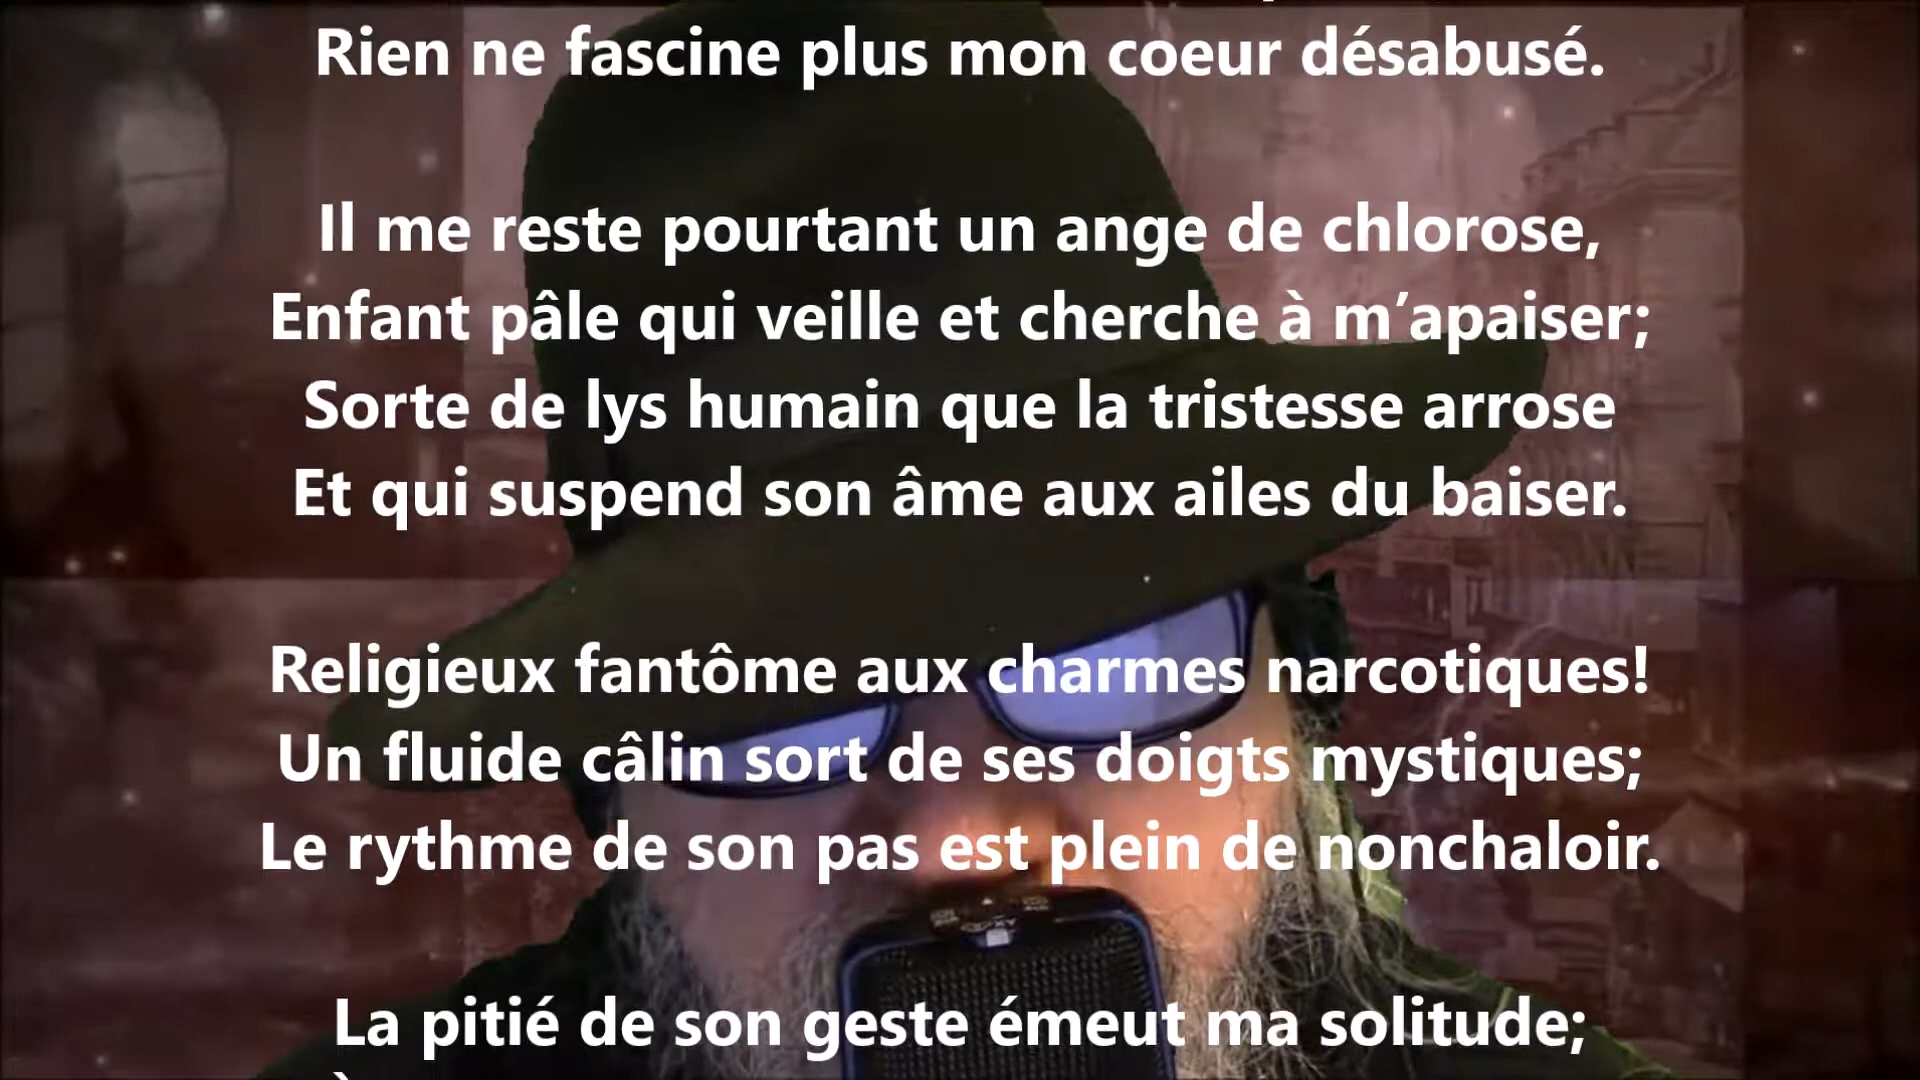 Rien ne fascine plus mon coeur désabusé.
Il me reste pourtant un ange de chlorose,
Enfant pâle qui veille et cherche à m’apaiser;
Sorte de lys humain que la tristesse arrose
Et qui suspend son âme aux ailes du baiser.
Religieux fantôme aux charmes narcotiques!
Un fluide câlin sort de ses doigts mystiques;
Le rythme de son pas est plein de nonchaloir.
La pitié de son geste émeut ma solitude;